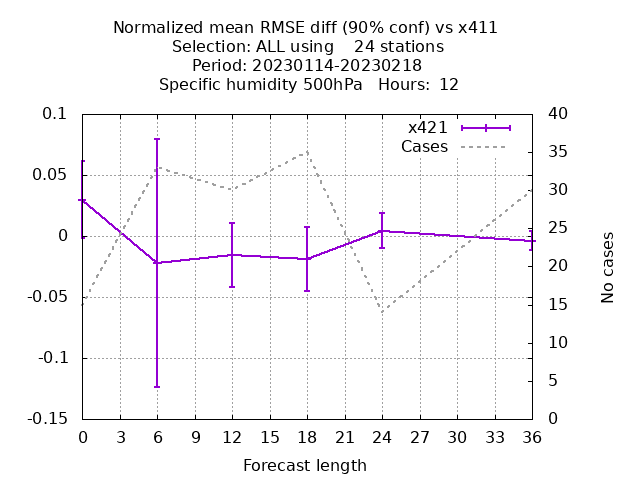 Normalized mean RMSE diff (90% conf) vs x411
Selection: ALL using    24 stations
Period: 20230114-20230218
Specific humidity 500hPa   Hours:  12
x421
Cases
0.1
0.05
0
-0.05
-0.1
-0.15
40
35
30
25
20
15
10
5
0
No cases
0 3 6 9 12 15 18 21 24 27 30 33 36
Forecast length